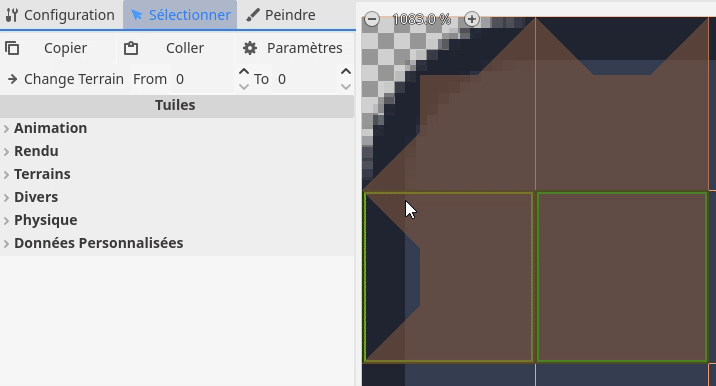 Configuration Sélectionner Peindre
Copier Coller Paramètres
Change Terrain From 0 To 0
Tuiles
Animation
Rendu
Terrains
Divers
Physique
Données Personnalisées
1083.0 %